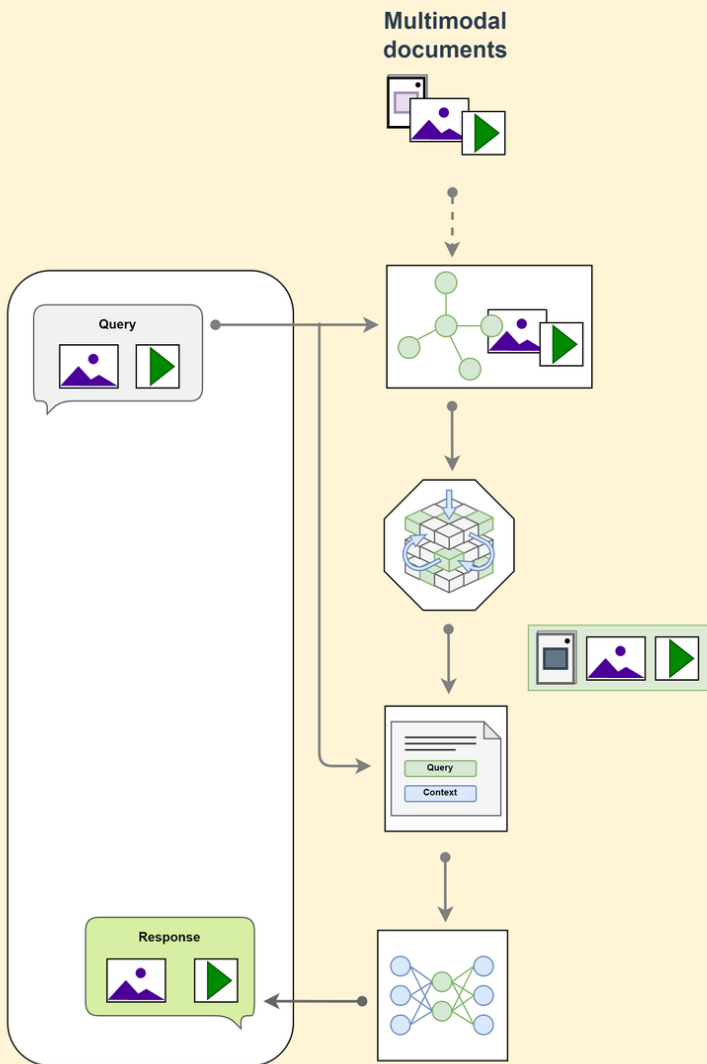 Multimodal
documents
Query
Query
Context
Response